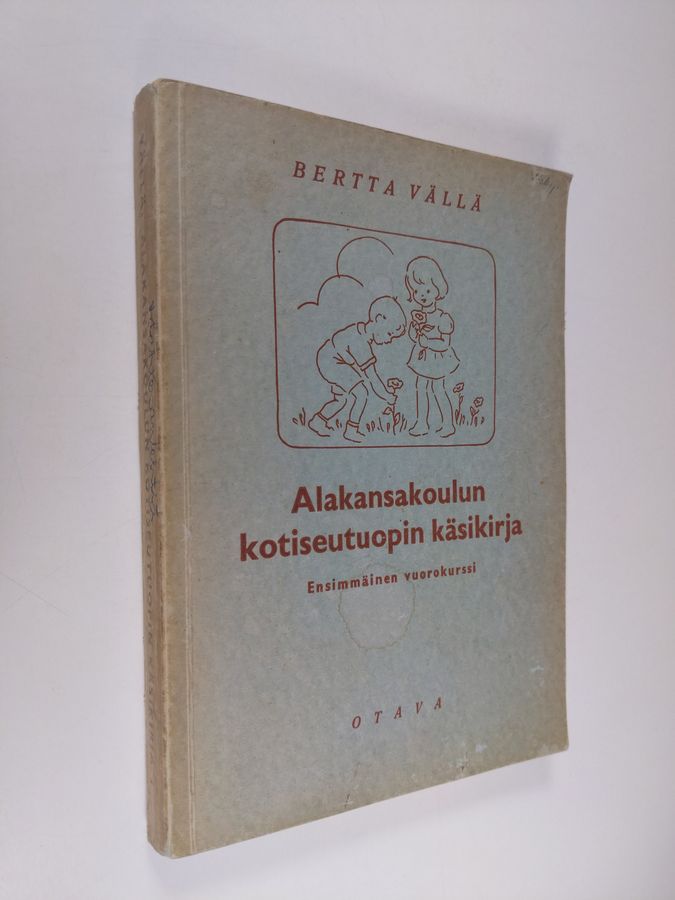 BERTTA VÄLLÄ
Alakansakoulun
kotiseutuopin käsikirja
Ensimmäinen vuorokurssi
OTAVA